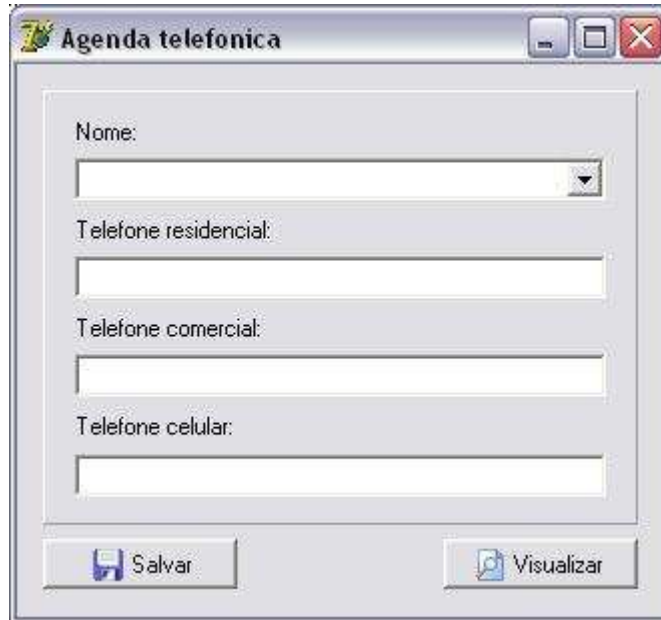 Agenda telefonica
Nome:
Telefone residencial:
Telefone comercial:
Telefone celular:
Salvar
Visualizar